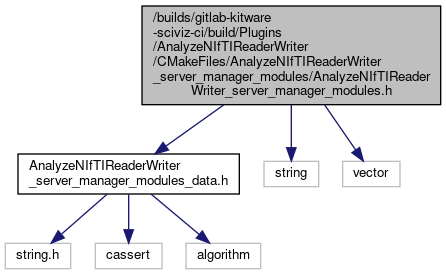 /builds/gitlab-kitware
-sciviz-ci/build/Plugins
/AnalyzeNIfTIReaderWriter
/CMakeFiles/AnalyzeNIfTIReaderWriter
_server_manager_modules/AnalyzeNIfTIReader
Writer_server_manager_modules.h
AnalyzeNIfTIReaderWriter
_server_manager_modules_data.h
string
vector
string.h
cassert
algorithm